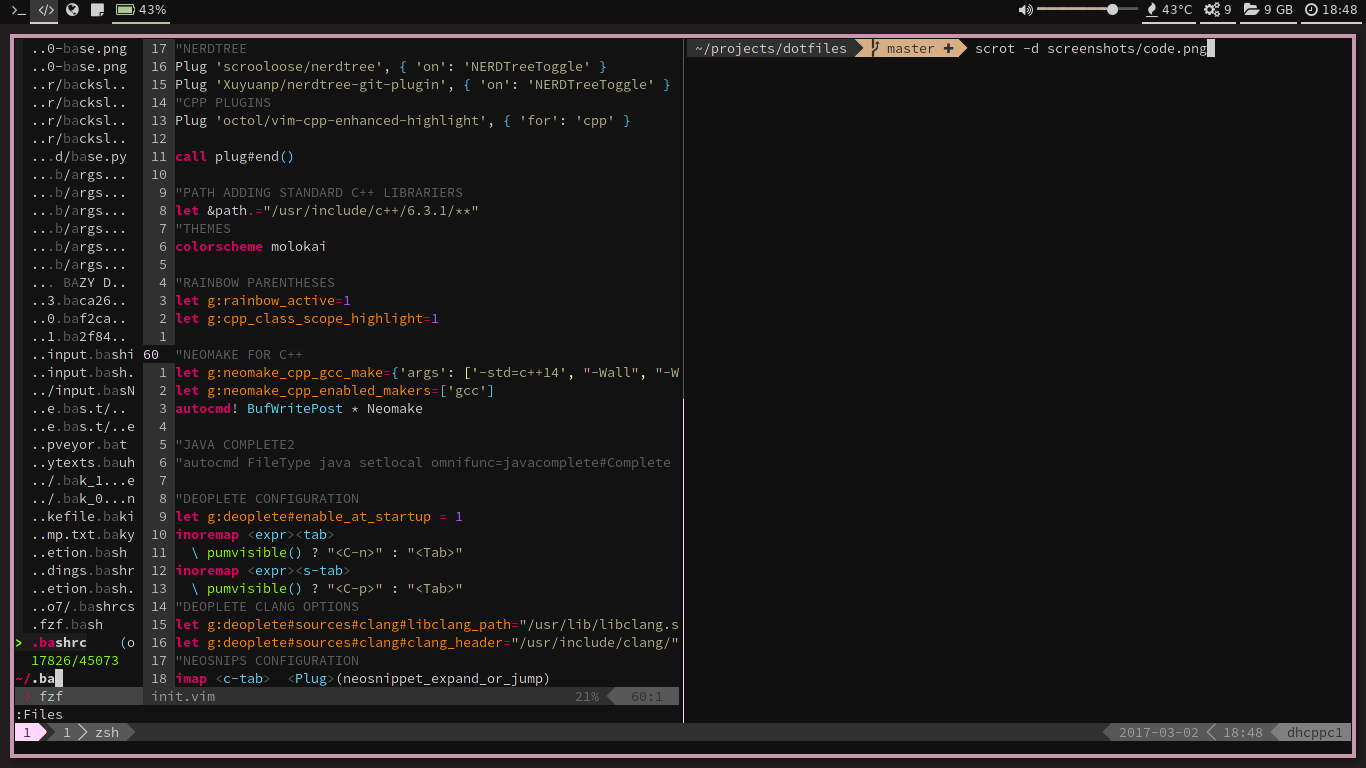 >_ </> 43% 43°C 9 9 GB 18:48
..0-base.png
..0-base.png
..r/backsl..
..r/backsl..
..r/backsl..
..r/backsl..
...d/base.py
...b/args...
...b/args...
...b/args...
...b/args...
...b/args...
...b/args...
... BAZY D..
..3.baca26..
..0.baf2ca..
..1.ba2f84..
..input.bashi
..input.bash.
../input.basN
..e.bas.t/..
..e.bas.t/..e
..pveyor.bat
..ytexts.bauh
../.bak_1...e
../.bak_0...n
..kefile.baki
..mp.txt.baky
..etion.bash
..dings.bashr
..etion.bash.
..o7/.bashrcs
.fzf.bash
> .bashrc (o
17826/45073
~/.ba
> fzf
:Files
17 "NERDTREE
16 Plug 'scrooloose/nerdtree', { 'on': 'NERDTreeToggle' }
15 Plug 'Xuyuanp/nerdtree-git-plugin', { 'on': 'NERDTreeToggle' }
14 "CPP PLUGINS
13 Plug 'octol/vim-cpp-enhanced-highlight', { 'for': 'cpp' }
12
11 call plug#end()
10
9 "PATH ADDING STANDARD C++ LIBRARIERS
8 let &path.="/usr/include/c++/6.3.1/**"
7 "THEMES
6 colorscheme molokai
5
4 "RAINBOW PARENTHESES
3 let g:rainbow_active=1
2 let g:cpp_class_scope_highlight=1
1
60 "NEOMAKE FOR C++
1 let g:neomake_cpp_gcc_make={'args': ['-std=c++14', "-Wall", "-W
2 let g:neomake_cpp_enabled_makers=['gcc']
3 autocmd! BufWritePost * Neomake
4
5 "JAVA COMPLETE2
6 "autocmd FileType java setlocal omnifunc=javacomplete#Complete
7
8 "DEOPLETE CONFIGURATION
9 let g:deoplete#enable_at_startup = 1
10 inoremap <expr><tab>
11 \ pumvisible() ? "<C-n>" : "<Tab>"
12 inoremap <expr><s-tab>
13 \ pumvisible() ? "<C-p>" : "<Tab>"
14 "DEOPLETE CLANG OPTIONS
15 let g:deoplete#sources#clang#libclang_path="/usr/lib/libclang.s
16 let g:deoplete#sources#clang#clang_header="/usr/include/clang/"
17 "NEOSNIPS CONFIGURATION
18 imap <c-tab> <Plug>(neosnippet_expand_or_jump)
init.vim 21% 60:1
~/projects/dotfiles master + scrot -d screenshots/code.png
1 1 zsh 2017-03-02 18:48 dhcppc1